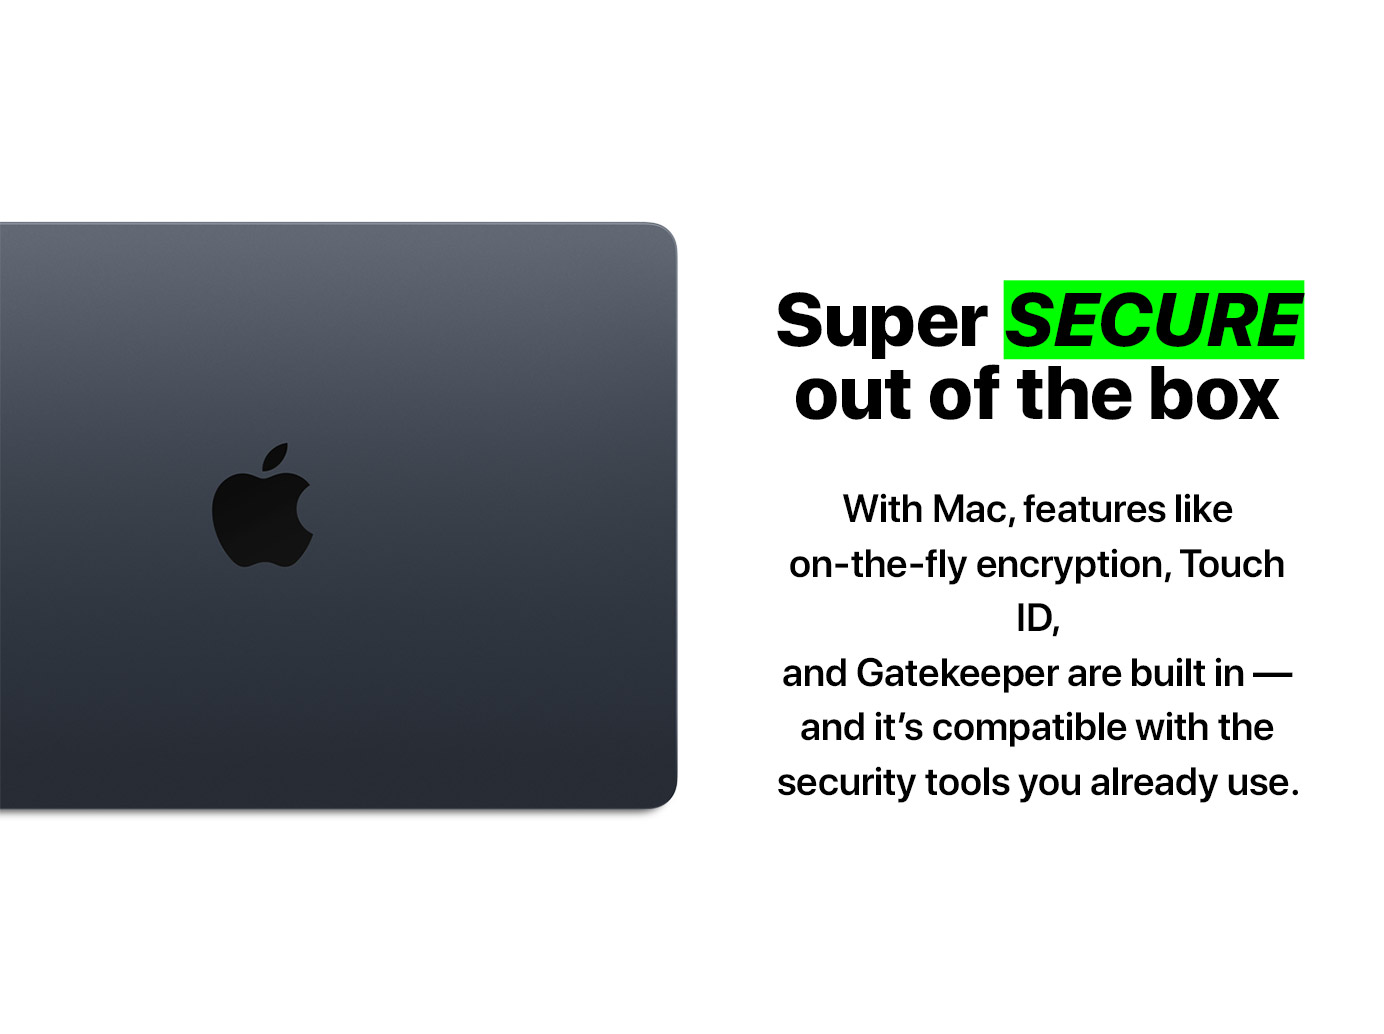 Super SECURE
out of the box
With Mac, features like
on-the-fly encryption, Touch
ID,
and Gatekeeper are built in —
and it’s compatible with the
security tools you already use.